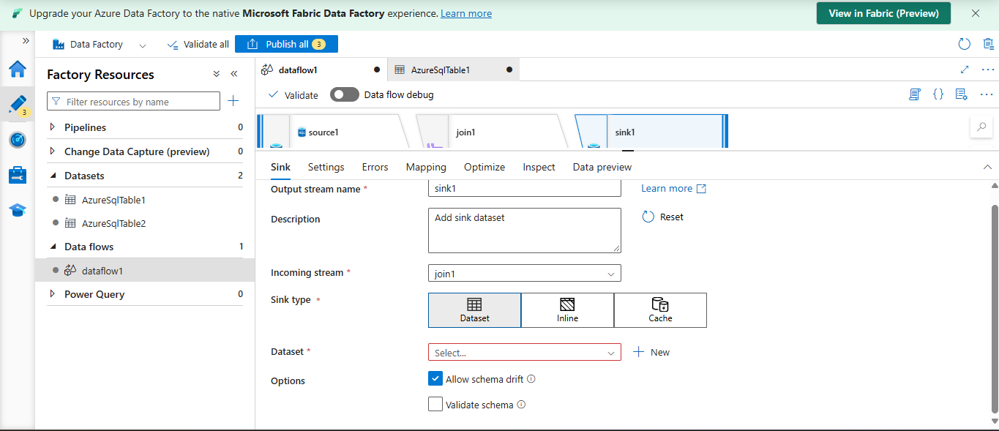 Upgrade your Azure Data Factory to the native Microsoft Fabric Data Factory experience. Learn more
View in Fabric (Preview)
Data Factory
Validate all
Publish all 3
3
Factory Resources
Filter resources by name
Pipelines 0
Change Data Capture (preview) 0
Datasets 2
AzureSqlTable1
AzureSqlTable2
Data flows 1
dataflow1
Power Query 0
dataflow1
AzureSqlTable1
Validate
Data flow debug
{}
SQL
source1
join1
sink1
Sink
Settings
Errors
Mapping
Optimize
Inspect
Data preview
Output stream name *
sink1
Learn more
Description
Add sink dataset
Reset
Incoming stream *
join1
Sink type *
Dataset
Inline
Cache
Dataset *
Select...
New
Options
Allow schema drift
Validate schema